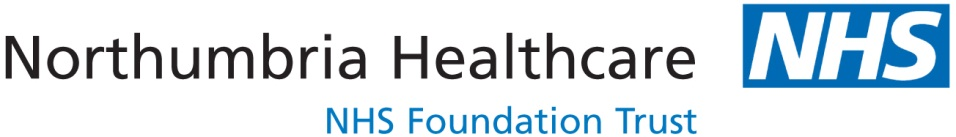 Northumbria Healthcare NHS
NHS Foundation Trust